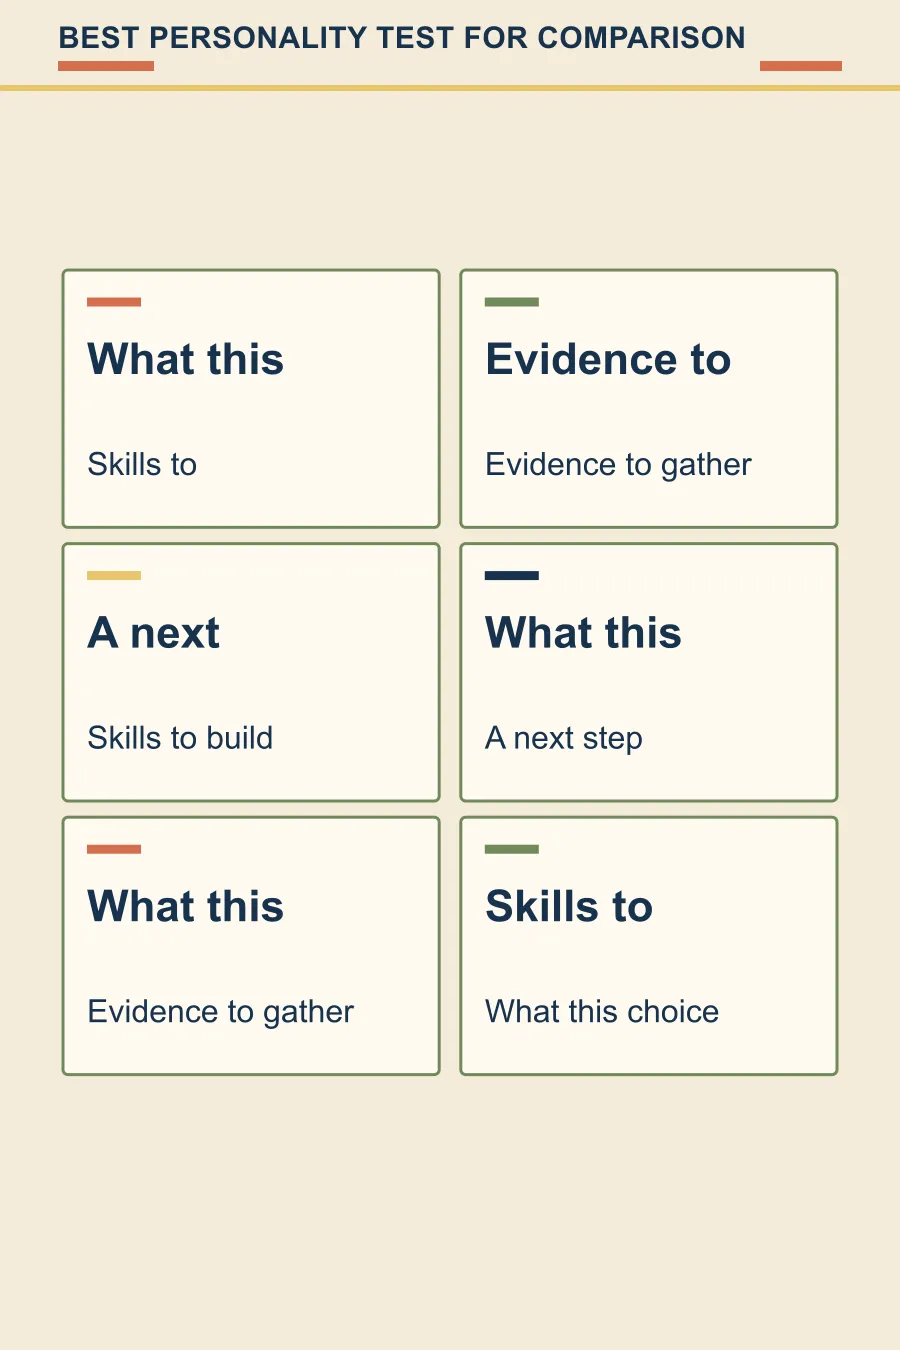 BEST PERSONALITY TEST FOR COMPARISON
What this
Skills to
Evidence to
Evidence to gather
A next
Skills to build
What this
A next step
What this
Evidence to gather
Skills to
What this choice